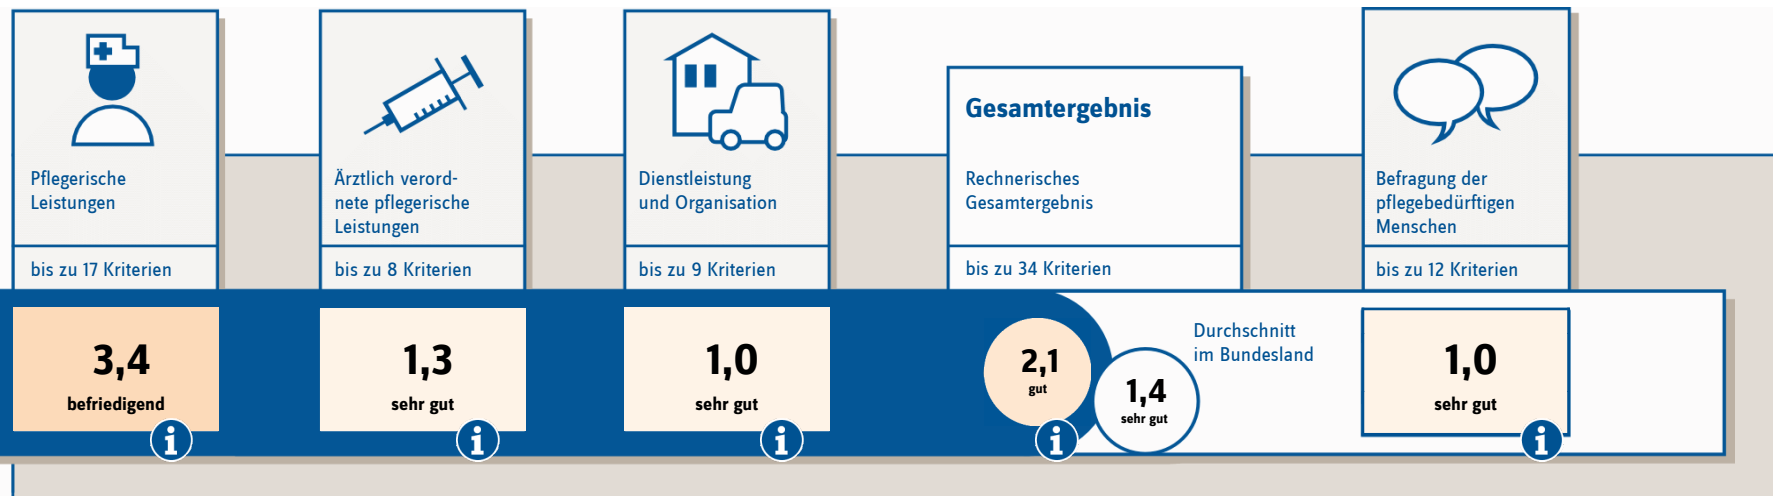 Pflegerische
Leistungen
bis zu 17 Kriterien
3,4
befriedigend
i
Ärztlich verord-
nete pflegerische
Leistungen
bis zu 8 Kriterien
1,3
sehr gut
i
Dienstleistung
und Organisation
bis zu 9 Kriterien
1,0
sehr gut
i
Gesamtergebnis
Rechnerisches
Gesamtergebnis
bis zu 34 Kriterien
2,1
gut
i
1,4
sehr gut
Durchschnitt
im Bundesland
Befragung der
pflegebedürftigen
Menschen
bis zu 12 Kriterien
1,0
sehr gut
i